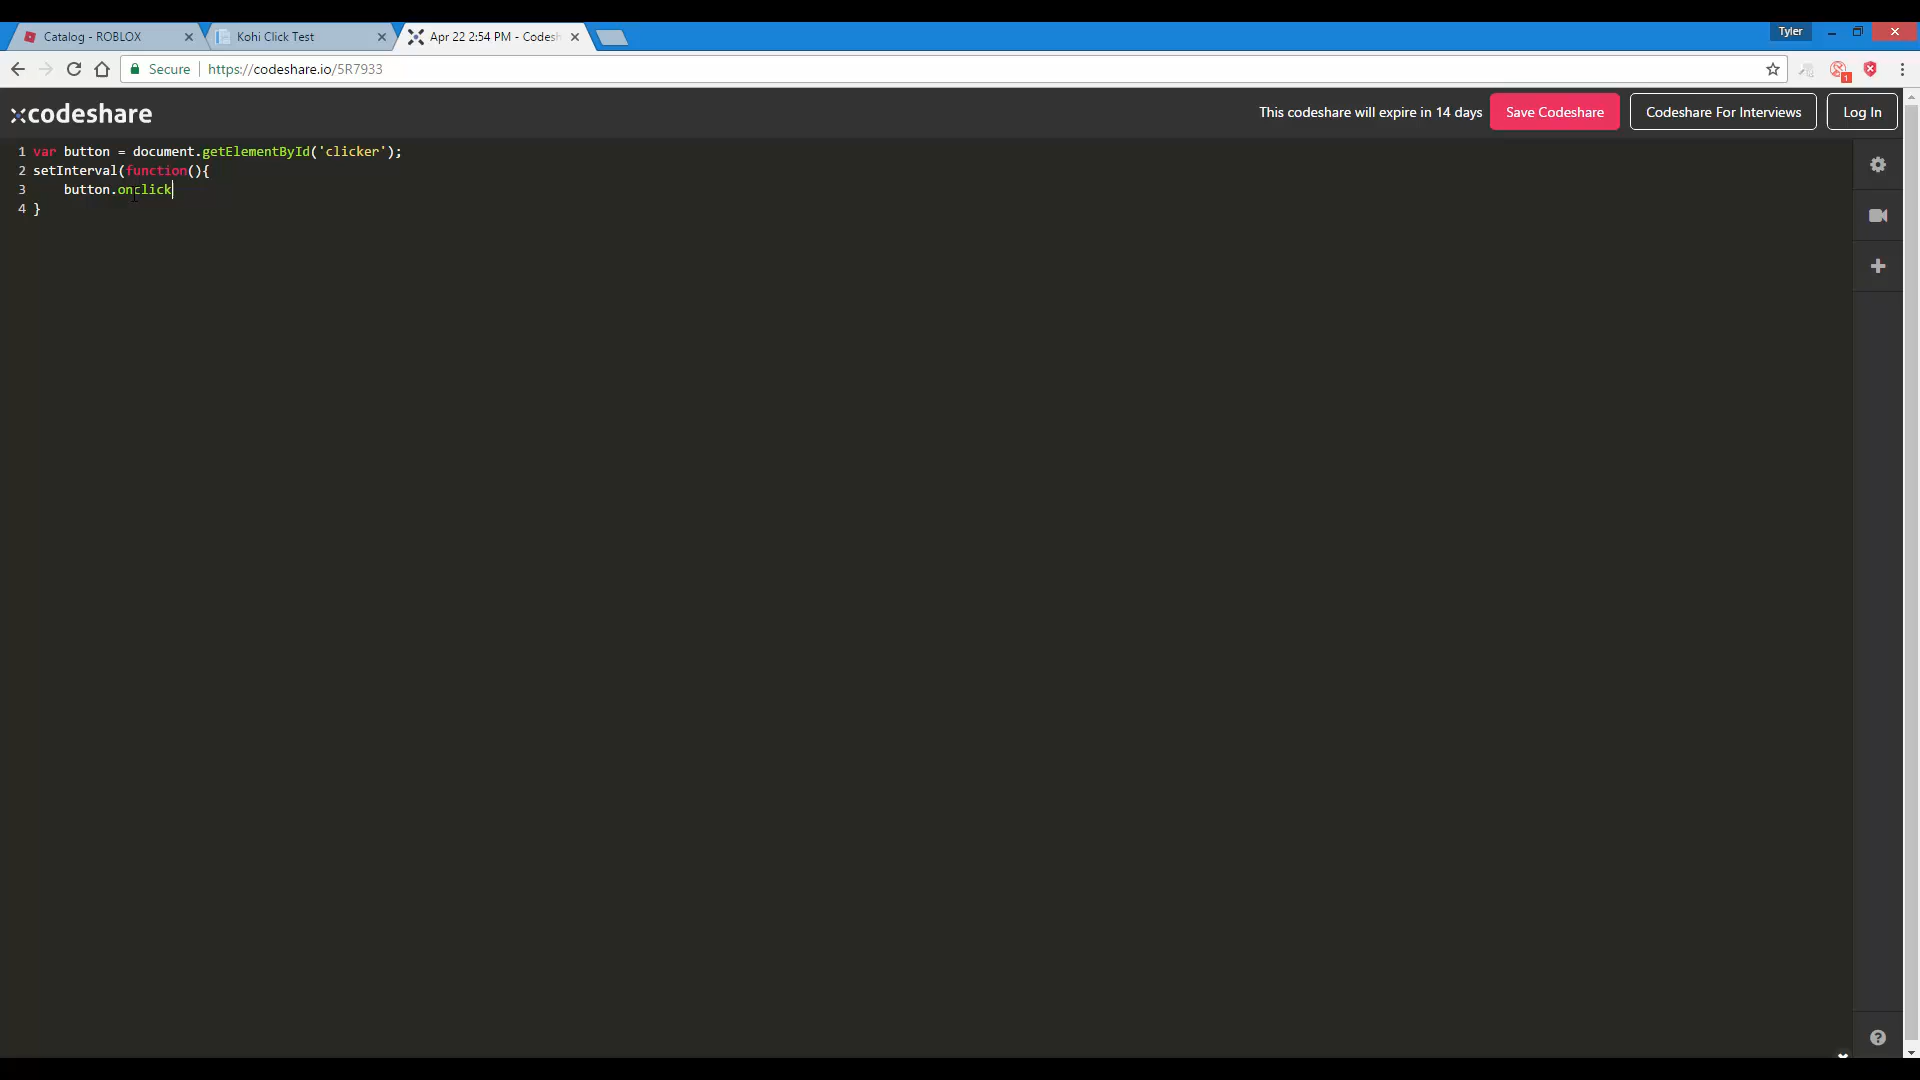 Catalog - ROBLOX
Kohi Click Test
Apr 22 2:54 PM - Codesh
Tyler
Secure
https://codeshare.io/5R7933
1
codeshare
This codeshare will expire in 14 days
Save Codeshare
Codeshare For Interviews
Log In
1 var button = document.getElementById('clicker');
2 setInterval(function(){
3     button.onclick
4 }